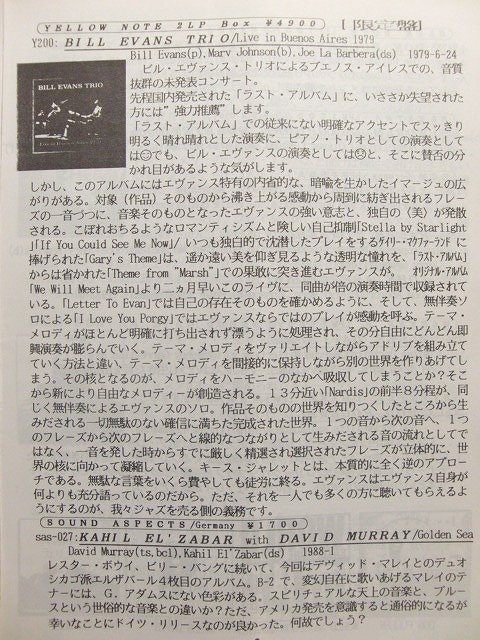 YELLOW NOTE 2LP Box ¥4900 [限定盤]
Y200: BILL EVANS TRIO/Live in Buenos Aires 1979
Bill Evans(p), Marv Johnson(b), Joe La Barbera(ds) 1979-6-24
BILL EVANS TRIO
Live in Buenos Aires 1979
ビル・エヴァンス・トリオによるブエノス・アイレスでの、音質
抜群の未発表コンサート。
先程国内発売された「ラスト・アルバム」に、いささか失望された
方には”強力推薦”します。
「ラスト・アルバム」での従来にない明確なアクセントでスッキリ
明るく晴れ晴れとした演奏に、ピアノ・トリオとしての演奏として
は☺でも、ビル・エヴァンスの演奏としては☹と、そこに賛否の分
かれ目があるような気がします。
しかし、このアルバムにはエヴァンス特有の内省的な、暗喩を生かしたイマージュの広
がりがある。対象（作品）そのものから沸き上がる感動から周到に紡ぎ出されるフレー
ズの一音づつに、音楽そのものとなったエヴァンスの強い意志と、独自の〈美〉が発散
される。こぼれおちるようなロマンティシズムと険しい自己抑制「Stella by Starlight
」「If You Could See Me Now」/ いつも独白的で沈潜したプレイをするゲイリー・マクファーランド に
捧げられた「Gary's Theme」は、遥か遠い美を仰ぎ見るような透明な憧れを、「ラスト・アルバム」
からは省かれた「Theme from "Marsh"」での果敢に突き進むエヴァンスが。 オリジナル・アルバム
「We Will Meet Again」より二ヵ月早いこのライヴに、同曲が倍の演奏時間で収録されて
いる。「Letter To Evan」では自己の存在そのものを確かめるように、そして、無伴奏ソ
ロによる「I Love You Porgy」ではエヴァンスならではのプレイが感動を呼ぶ。テーマ・
メロディがほとんど明確に打ち出されず漂うように処理され、その分自由にどんどん即
興演奏が膨らんでいく。テーマ・メロディをヴァリエイトしながらアドリブを組み立て
ていく方法と違い、テーマ・メロディを間接的に保持しながら別の世界を作りあげてし
まう。その核となるのが、メロディをハーモニーのなかへ吸収してしまうことか？そこ
から新により自由なメロディーが創造される。１３分近い「Nardis」の前半８分程が、同
じく無伴奏によるエヴァンスのソロ。作品そのものの世界を知りつくしたところから生
みだされる一切無駄のない確信に満ちた完成された世界。１つの音から次の音へ、１つ
のフレーズから次のフレーズへと線的なつながりとして生みだされる音の流れとしてで
はなく、一音を発した時からすでに厳しく精選され選択されたフレーズが立体的に、世
界の核に向かって凝縮していく。キース・ジャレットとは、本質的に全く逆のアプロー
チである。無駄な言葉をいくら費やしても徒労に終る。エヴァンスはエヴァンス自身が
何よりも充分語っているのだから。ただ、それを一人でも多くの方に聴いてもらえるよ
うにするのが、我々ジャズを売る側の義務です。
SOUND ASPECTS/Germany ¥1700
sas-027: KAHIL EL'ZABAR with DAVID MURRAY/Golden Sea
David Murray(ts,bcl), Kahil El'Zabar(ds) 1988-1
レスター・ボウイ、ビリー・バングに続いて、今回はデヴィッド・マレイとのデュオ
シカゴ派エルザバール４枚目のアルバム。B-2 で、変幻自在に歌いあげるマレイのテ
ナーには、G. アダムスにない色彩がある。スピリチュアルな天上の音楽と、ブルー
スという世俗的な音楽との違いか？ただ、アメリカ発売を意識すると通俗的になるが
幸いなことにドイツ・リリースなのが良かった。何故でしょう？